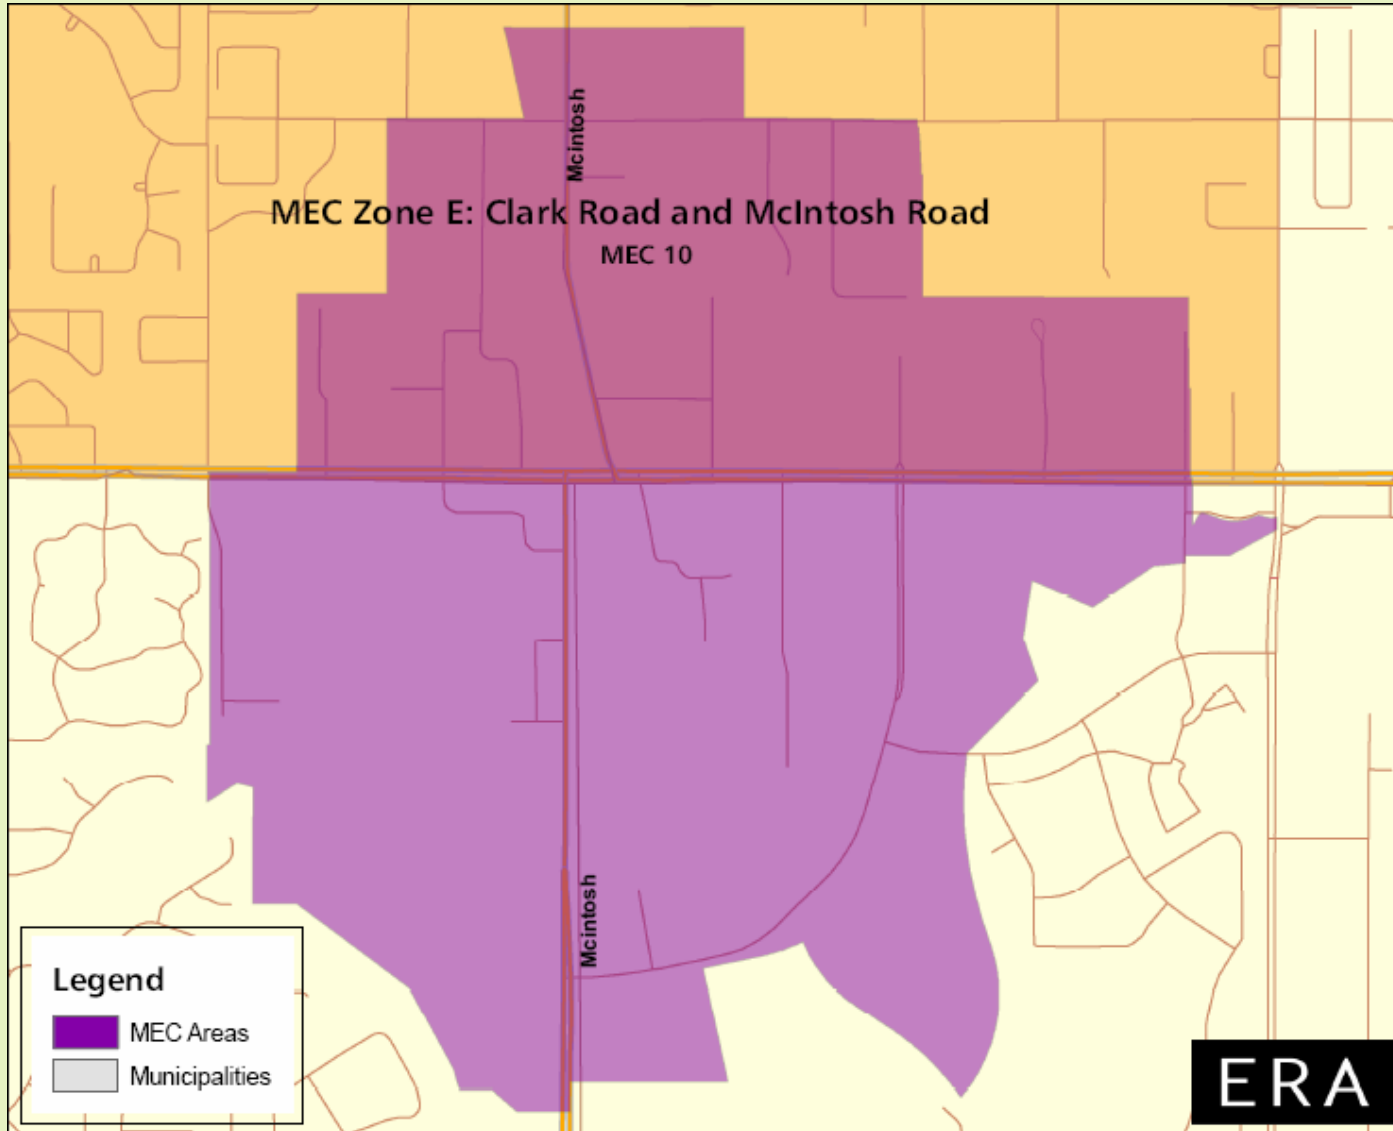 Mcintosh
MEC Zone E: Clark Road and McIntosh Road
MEC 10
Mcintosh
Legend
MEC Areas
Municipalities
ERA